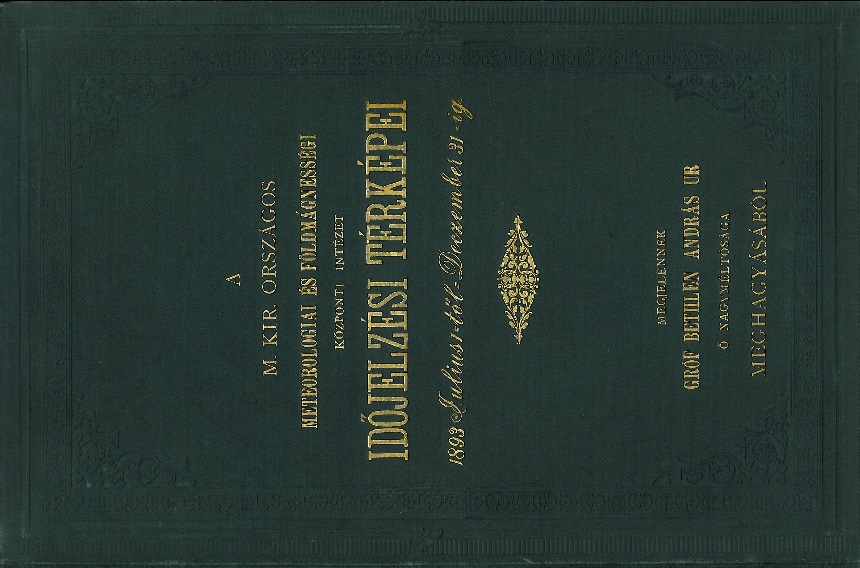 A
M. KIR. ORSZÁGOS
METEOROLOGIAI ÉS FÖLDMÁGNESSÉGI
KÖZPONTI INTÉZET
IDŐJELZÉSI TÉRKÉPEI
1893 Julius 1-től - Deczember 31-ig
MEGJELENNEK
GRÓF BETHLEN ANDRÁS UR
Ő NAGYMÉLTÓSÁGA
MEGHAGYÁSÁBÓL